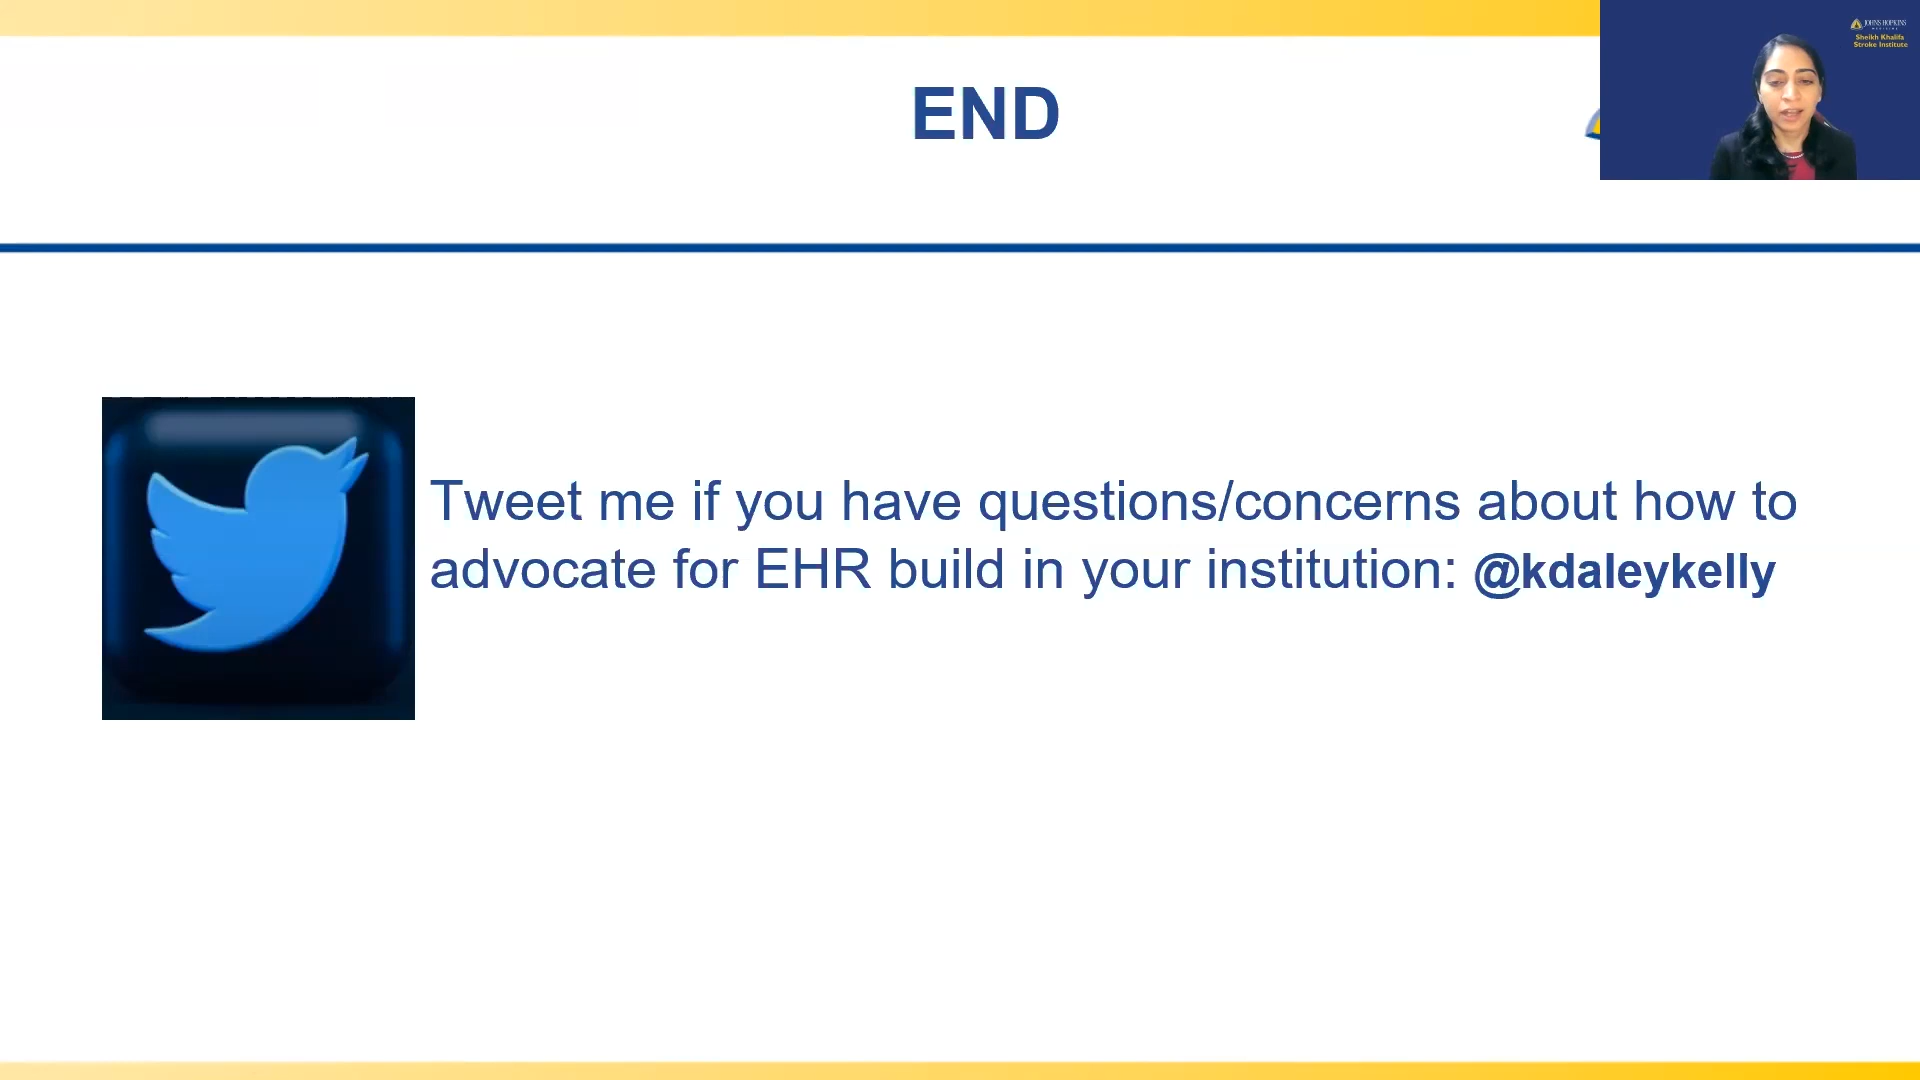 END
JOHNS HOPKINS
MEDICINE
Sheikh Khalifa
Stroke Institute
Tweet me if you have questions/concerns about how to
advocate for EHR build in your institution: @kdaleykelly